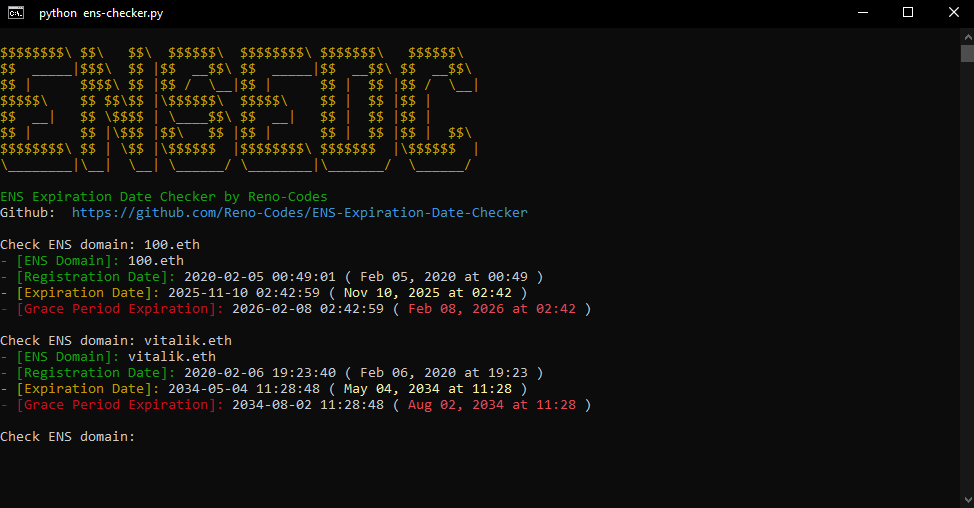 python ens-checker.py
$$$$$$$$\ $$\   $$\  $$$$$$\  $$$$$$$$\ $$$$$$$\   $$$$$$\
$$  _____|$$$\  $$ |$$  __$$\ $$  _____|$$  __$$\ $$  __$$\
$$ |      $$$$\ $$ |$$ /  \__|$$ |      $$ |  $$ |$$ /  \__|
$$$$$\    $$ $$\$$ |\$$$$$$\  $$$$$\    $$ |  $$ |$$ |
$$  __|   $$ \$$$$ | \____$$\ $$  __|   $$ |  $$ |$$ |
$$ |      $$ |\$$$ |$$\   $$ |$$ |      $$ |  $$ |$$ |  $$\
$$$$$$$$\ $$ | \$$ |\$$$$$$  |$$$$$$$$\ $$$$$$$  |\$$$$$$  |
\________|\__|  \__| \______/ \________|\_______/  \______/
ENS Expiration Date Checker by Reno-Codes
Github:  https://github.com/Reno-Codes/ENS-Expiration-Date-Checker
Check ENS domain: 100.eth
- [ENS Domain]: 100.eth
- [Registration Date]: 2020-02-05 00:49:01 ( Feb 05, 2020 at 00:49 )
- [Expiration Date]: 2025-11-10 02:42:59 ( Nov 10, 2025 at 02:42 )
- [Grace Period Expiration]: 2026-02-08 02:42:59 ( Feb 08, 2026 at 02:42 )
Check ENS domain: vitalik.eth
- [ENS Domain]: vitalik.eth
- [Registration Date]: 2020-02-06 19:23:40 ( Feb 06, 2020 at 19:23 )
- [Expiration Date]: 2034-05-04 11:28:48 ( May 04, 2034 at 11:28 )
- [Grace Period Expiration]: 2034-08-02 11:28:48 ( Aug 02, 2034 at 11:28 )
Check ENS domain: